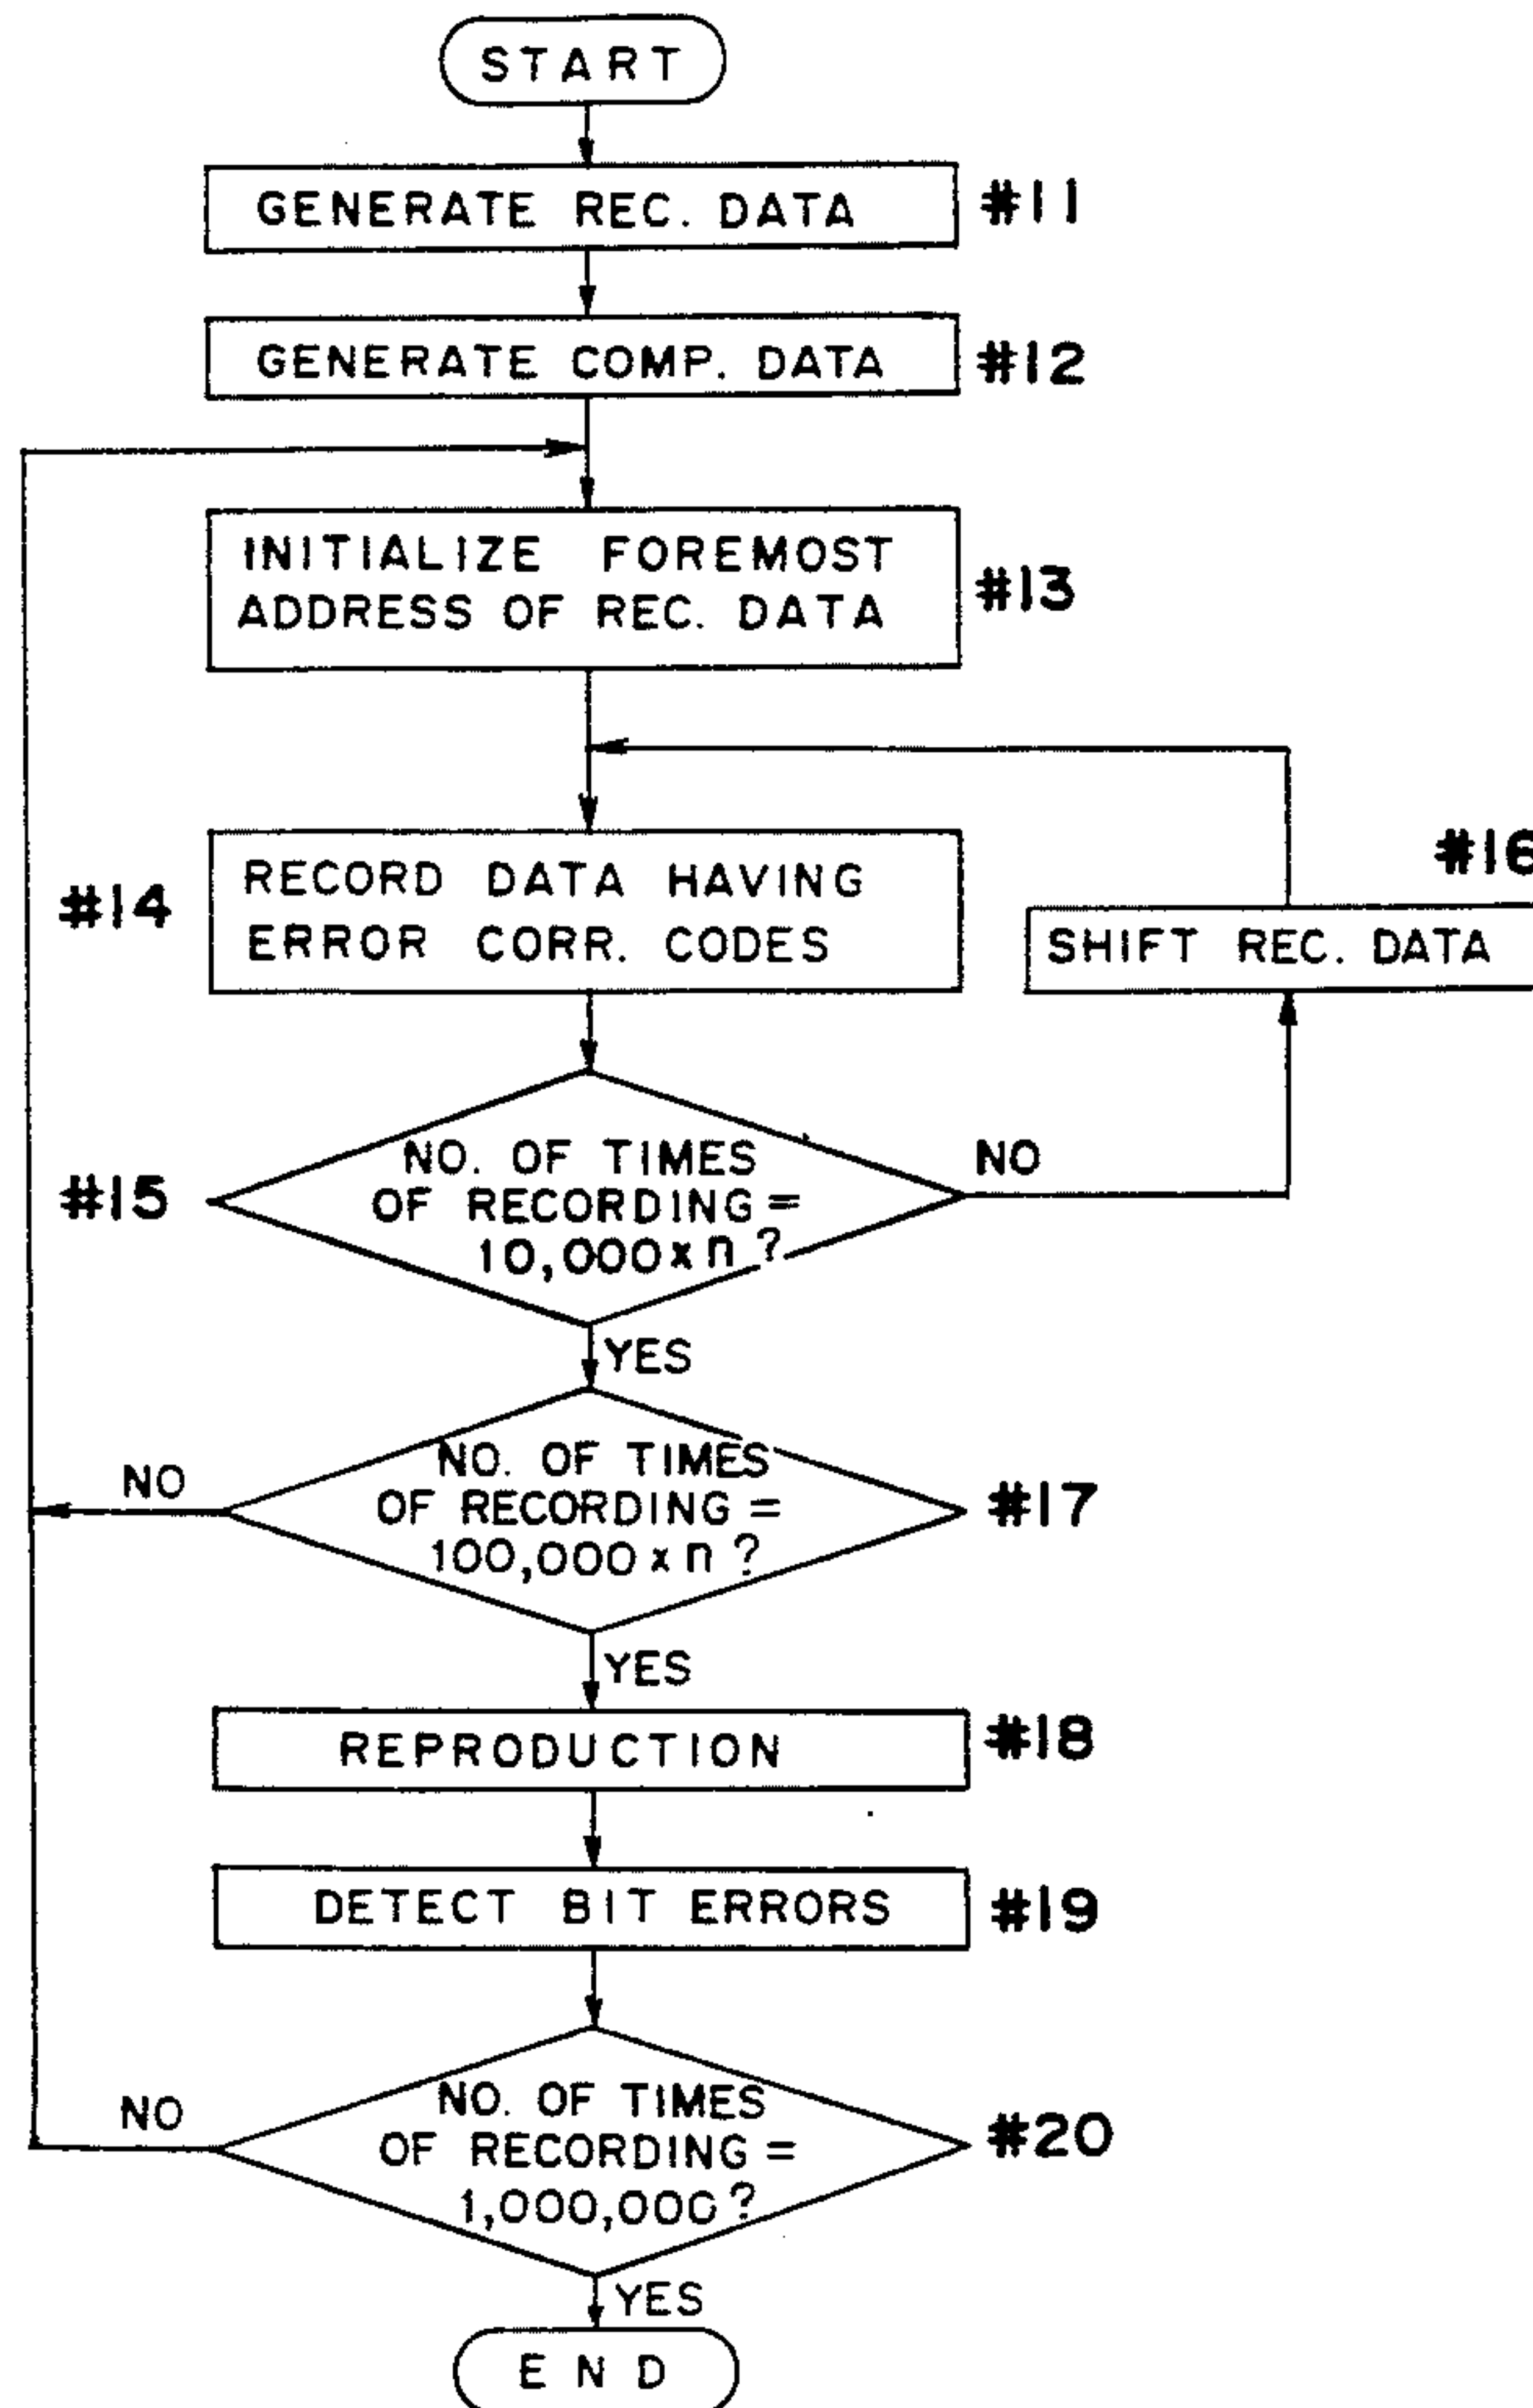 START
GENERATE REC. DATA
#11
GENERATE COMP. DATA
#12
INITIALIZE FOREMOST
ADDRESS OF REC. DATA
#13
#14
RECORD DATA HAVING
ERROR CORR. CODES
#16
SHIFT REC. DATA
#15
NO. OF TIMES
OF RECORDING =
10,000 x n ?
NO
YES
NO
NO. OF TIMES
OF RECORDING =
100,000 x n ?
#17
YES
REPRODUCTION
#18
DETECT BIT ERRORS
#19
NO
NO. OF TIMES
OF RECORDING =
1,000,000 ?
#20
YES
END